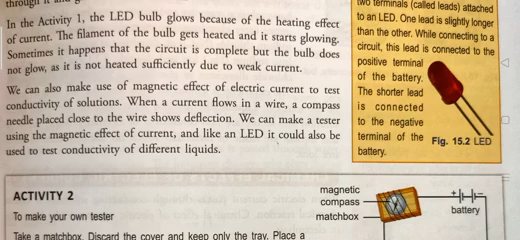 through it and
In the Activity 1, the LED bulb glows because of the heating effect
of current. The filament of the bulb gets heated and it starts glowing.
Sometimes it happens that the circuit is complete but the bulb does
not glow, as it is not heated sufficiently due to weak current.
We can also make use of magnetic effect of electric current to test
conductivity of solutions. When a current flows in a wire, a compass
needle placed close to the wire shows deflection. We can make a tester
using the magnetic effect of current, and like an LED it could also be
used to test conductivity of different liquids.
two terminals (called leads) attached
to an LED. One lead is slightly longer
than the other. While connecting to a
circuit, this lead is connected to the
positive terminal
of the battery.
The shorter lead
is connected
to the negative
terminal of the
battery.
Fig. 15.2 LED
ACTIVITY 2
To make your own tester
Take a matchbox. Discard the cover and keep only the tray. Place a
magnetic
compass
matchbox
+
−
battery